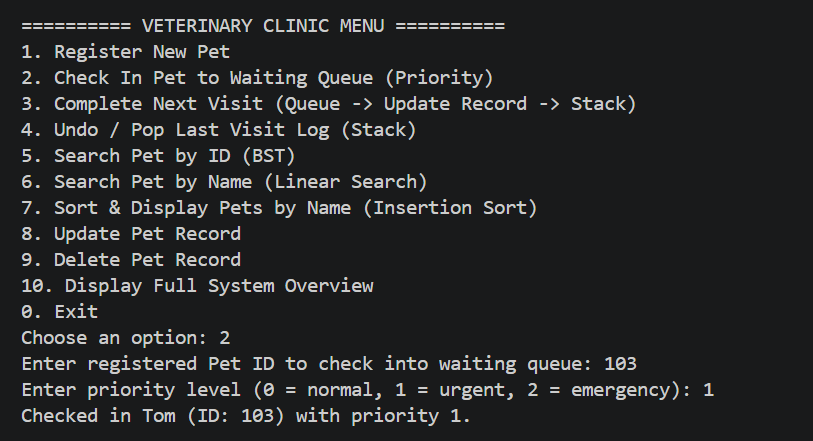 ========== VETERINARY CLINIC MENU ==========
1. Register New Pet
2. Check In Pet to Waiting Queue (Priority)
3. Complete Next Visit (Queue -> Update Record -> Stack)
4. Undo / Pop Last Visit Log (Stack)
5. Search Pet by ID (BST)
6. Search Pet by Name (Linear Search)
7. Sort & Display Pets by Name (Insertion Sort)
8. Update Pet Record
9. Delete Pet Record
10. Display Full System Overview
0. Exit
Choose an option: 2
Enter registered Pet ID to check into waiting queue: 103
Enter priority level (0 = normal, 1 = urgent, 2 = emergency): 1
Checked in Tom (ID: 103) with priority 1.